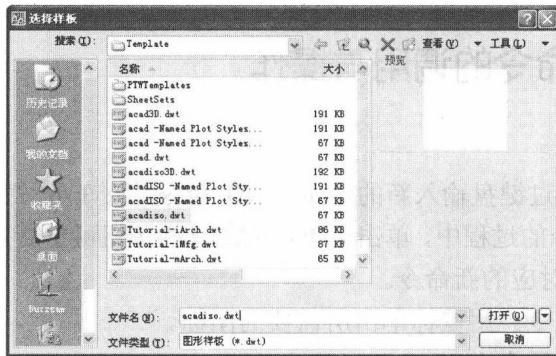 选择样板
搜索(I): Template 查看(V) 工具(L)
名称 大小 预览
PTWTemplates
SheetSets
acad3D.dwt 191 KB
acad -Named Plot Styles... 191 KB
acad -Named Plot Styles... 67 KB
acad.dwt 67 KB
acadiso3D.dwt 192 KB
acadISO -Named Plot Sty... 191 KB
acadISO -Named Plot Sty... 67 KB
acadiso.dwt 67 KB
Tutorial-iArch.dwt 86 KB
Tutorial-iMfg.dwt 87 KB
Tutorial-mArch.dwt 65 KB
历史记录
我的文档
收藏夹
桌面
Buzzsaw
文件名(N): acadiso.dwt 打开(O)
文件类型(T): 图形样板 (*.dwt) 取消